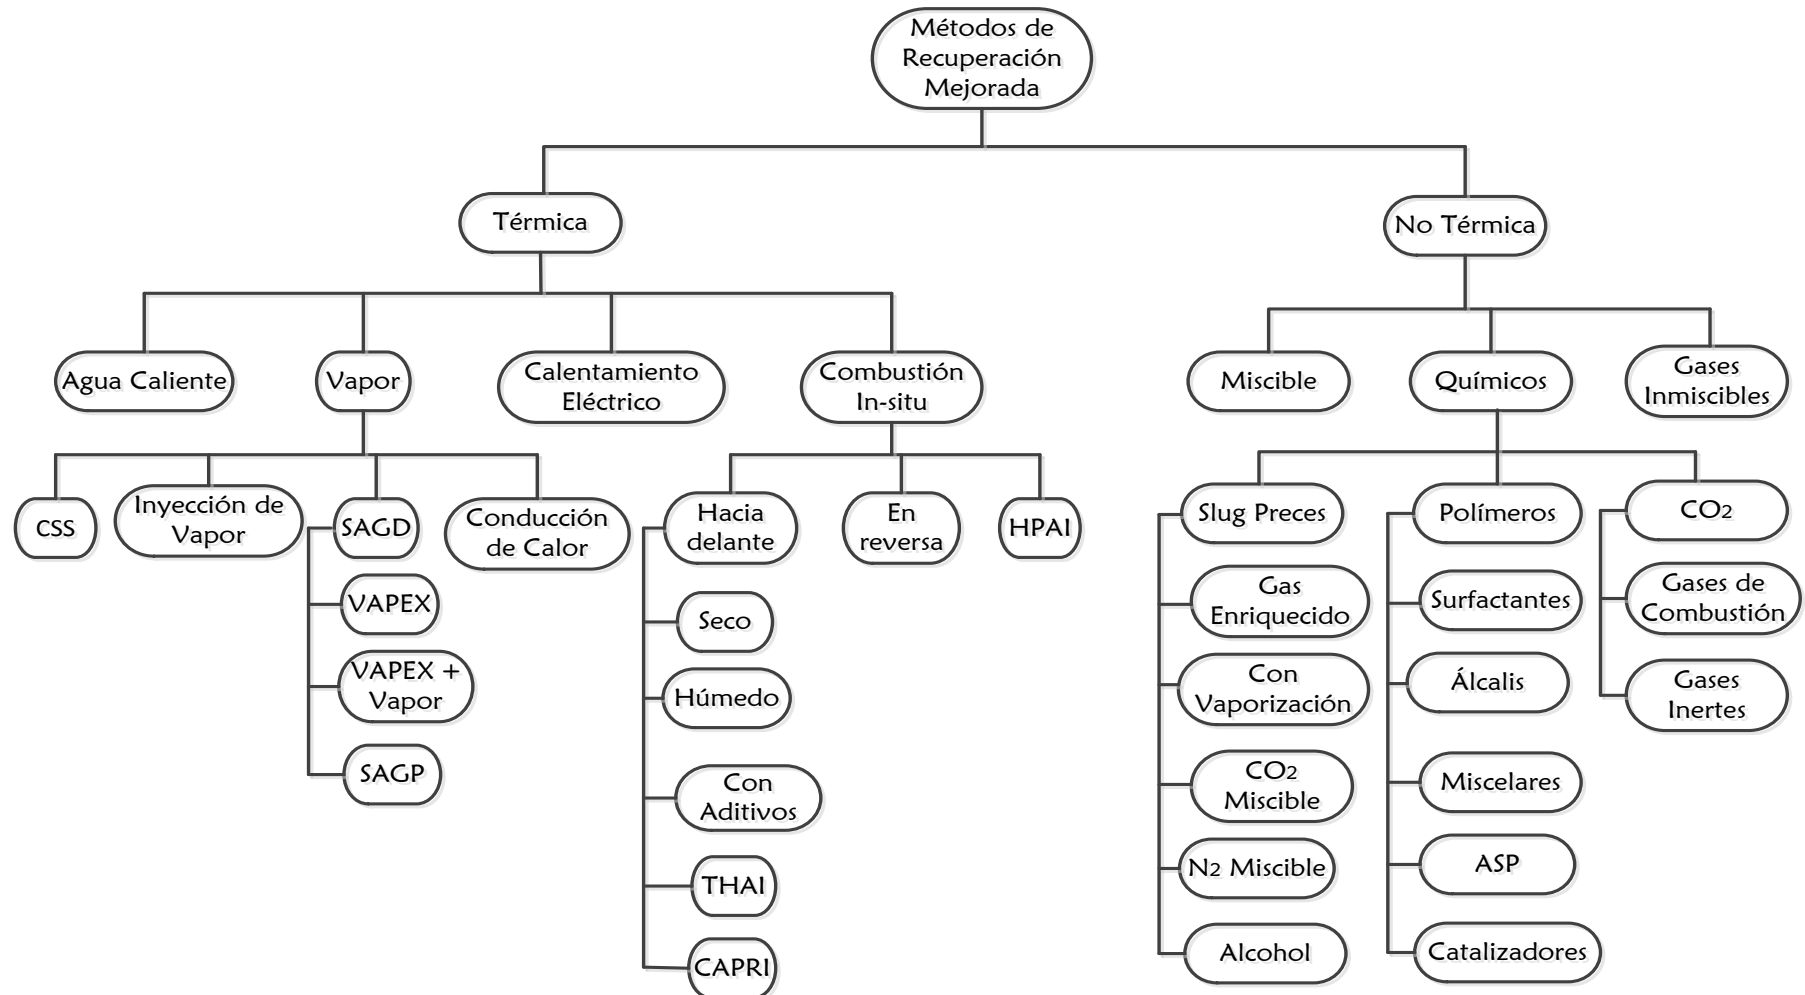 Métodos de
Recuperación
Mejorada
Térmica
No Térmica
Agua Caliente
Vapor
Calentamiento
Eléctrico
Combustión
In-situ
Miscible
Químicos
Gases
Inmiscibles
CSS
Inyección de
Vapor
SAGD
Conducción
de Calor
VAPEX
VAPEX +
Vapor
SAGP
Hacia
delante
En
reversa
HPAI
Seco
Húmedo
Con
Aditivos
THAI
CAPRI
Slug Preces
Gas
Enriquecido
Con
Vaporización
CO2
Miscible
N2 Miscible
Alcohol
Polímeros
Surfactantes
Álcalis
Miscelares
ASP
Catalizadores
CO2
Gases de
Combustión
Gases
Inertes